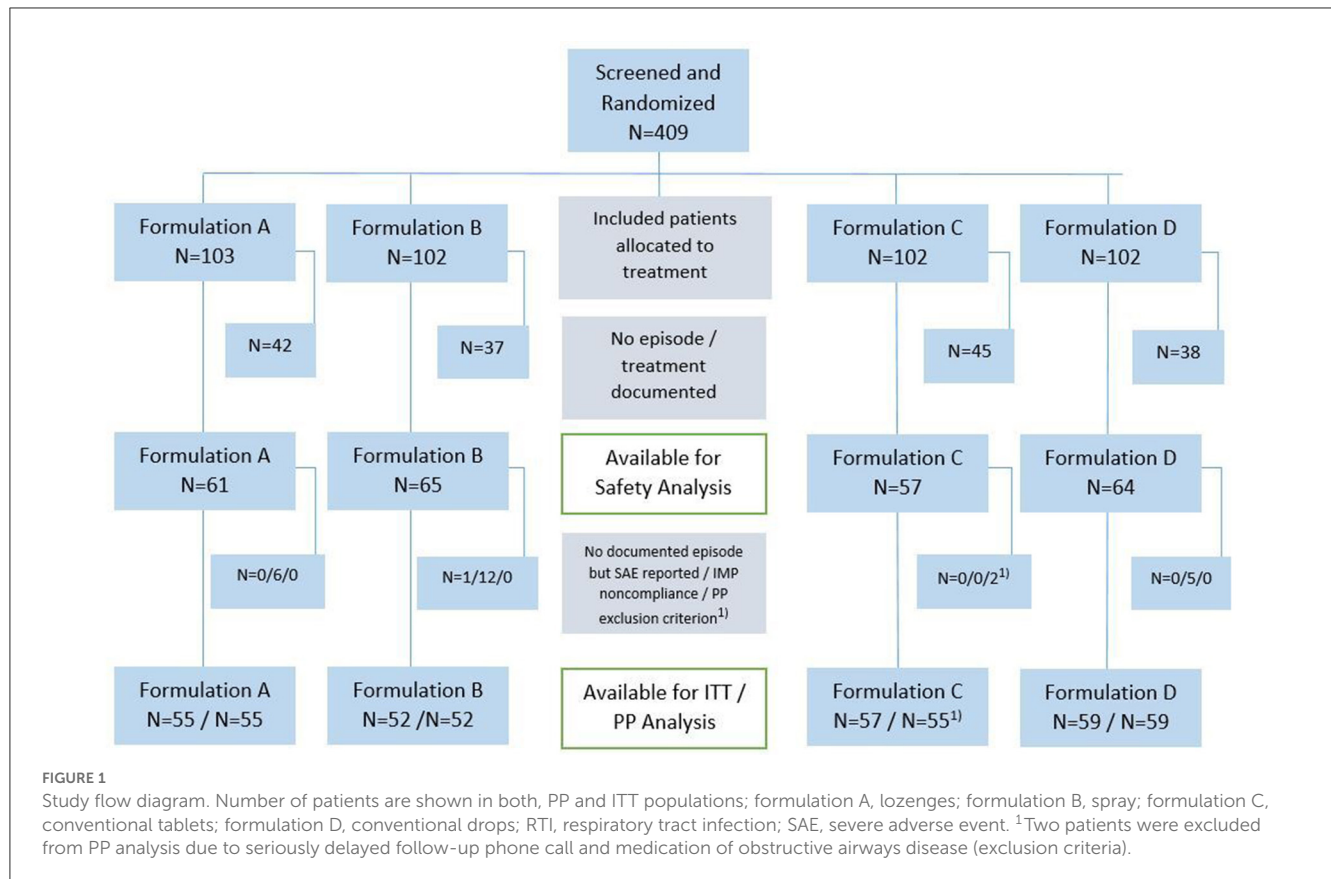 Screened and
Randomized
N=409
Formulation A
N=103
Formulation B
N=102
Included patients
allocated to
treatment
Formulation C
N=102
Formulation D
N=102
N=42
N=37
No episode /
treatment
documented
N=45
N=38
Formulation A
N=61
Formulation B
N=65
Available for
Safety Analysis
Formulation C
N=57
Formulation D
N=64
N=0/6/0
N=1/12/0
No documented episode
but SAE reported / IMP
noncompliance / PP
exclusion criterion1)
N=0/0/21)
N=0/5/0
Formulation A
N=55 / N=55
Formulation B
N=52 /N=52
Available for ITT /
PP Analysis
Formulation C
N=57 / N=551)
Formulation D
N=59 / N=59
FIGURE 1
Study flow diagram. Number of patients are shown in both, PP and ITT populations; formulation A, lozenges; formulation B, spray; formulation C,
conventional tablets; formulation D, conventional drops; RTI, respiratory tract infection; SAE, severe adverse event. 1Two patients were excluded
from PP analysis due to seriously delayed follow-up phone call and medication of obstructive airways disease (exclusion criteria).